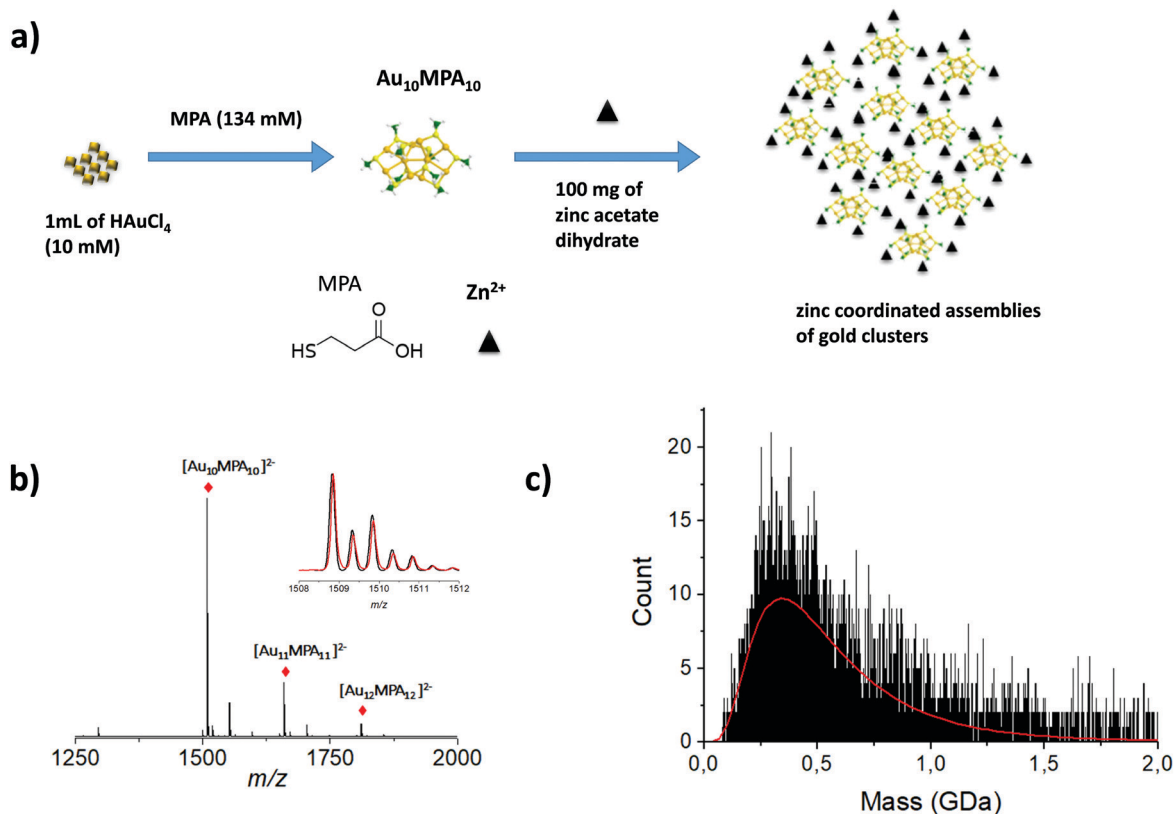 a)
Au₁₀MPA₁₀
MPA (134 mM)
1mL of HAuCl₄
(10 mM)
100 mg of
zinc acetate
dihydrate
MPA
Zn²⁺
O
HS
OH
zinc coordinated assemblies
of gold clusters
b)
[Au₁₀MPA₁₀]²⁻
[Au₁₁MPA₁₁]²⁻
[Au₁₂MPA₁₂]²⁻
1508 1509 1510 1511 1512
m/z
1250 1500 1750 2000
m/z
c)
Count
20
15
10
5
0
0,0 0,5 1,0 1,5 2,0
Mass (GDa)